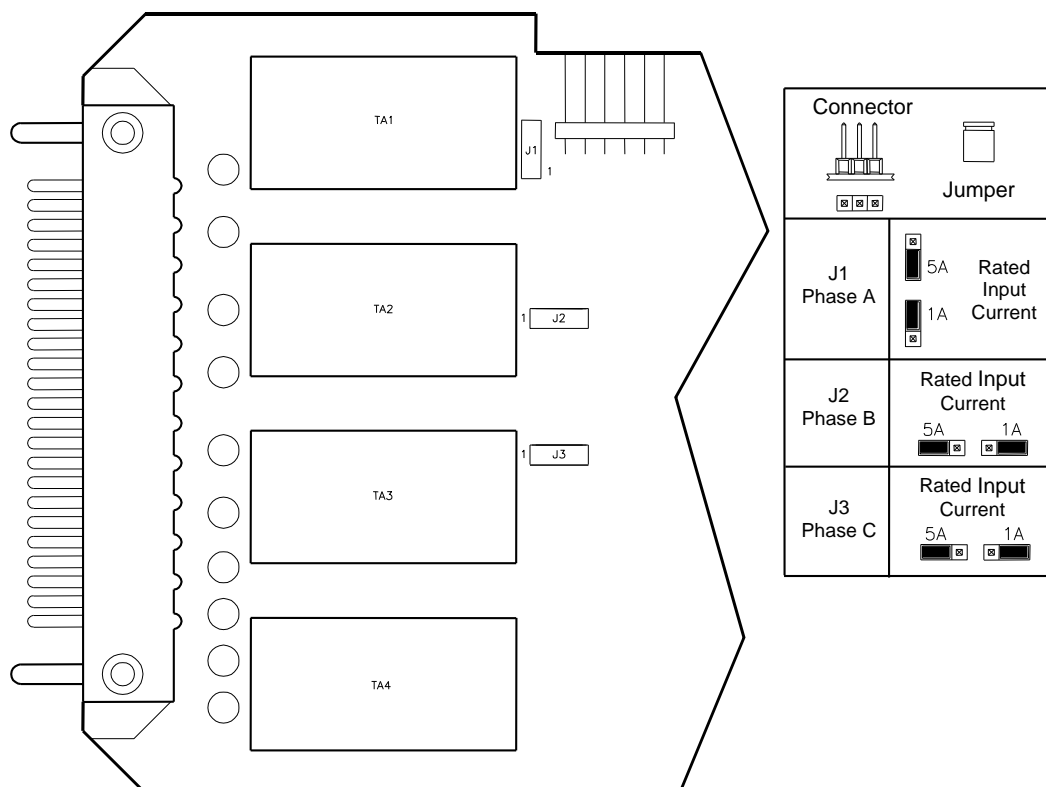 TA1
J1
1
TA2
1 J2
1 J3
TA3
TA4
Connector
Jumper
J1
Phase A
5A
1A
Rated
Input
Current
J2
Phase B
Rated Input
Current
5A 1A
J3
Phase C
Rated Input
Current
5A 1A